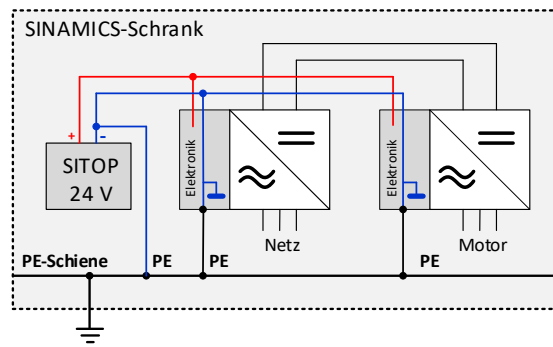 SINAMICS-Schrank
+ -
SITOP
24 V
Elektronik
Elektronik
Netz
Motor
PE-Schiene
PE
PE
PE